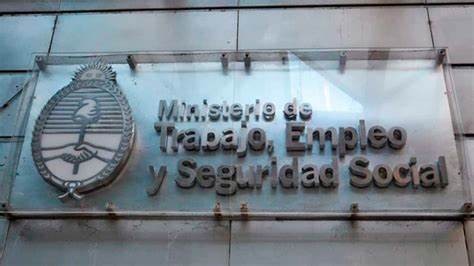 Ministerio de
Trabajo, Empleo
y Seguridad Social